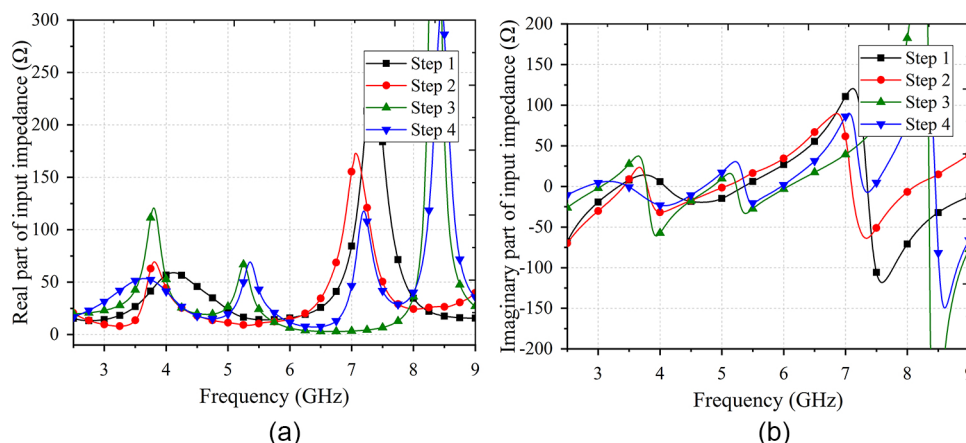 Real part of input impedance (Ω)
300
250
200
150
100
50
0
3 4 5 6 7 8 9
Frequency (GHz)
Step 1
Step 2
Step 3
Step 4
(a)
Imaginary part of input impedance (Ω)
200
150
100
50
0
-50
-100
-150
-200
3 4 5 6 7 8 9
Frequency (GHz)
Step 1
Step 2
Step 3
Step 4
(b)